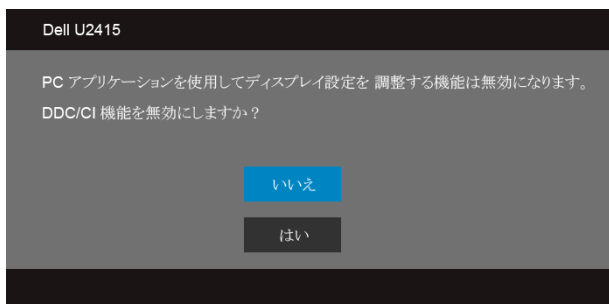 Dell U2415
PC アプリケーションを使用してディスプレイ設定を 調整する機能は無効になります。
DDC/CI 機能を無効にしますか？
いいえ
はい